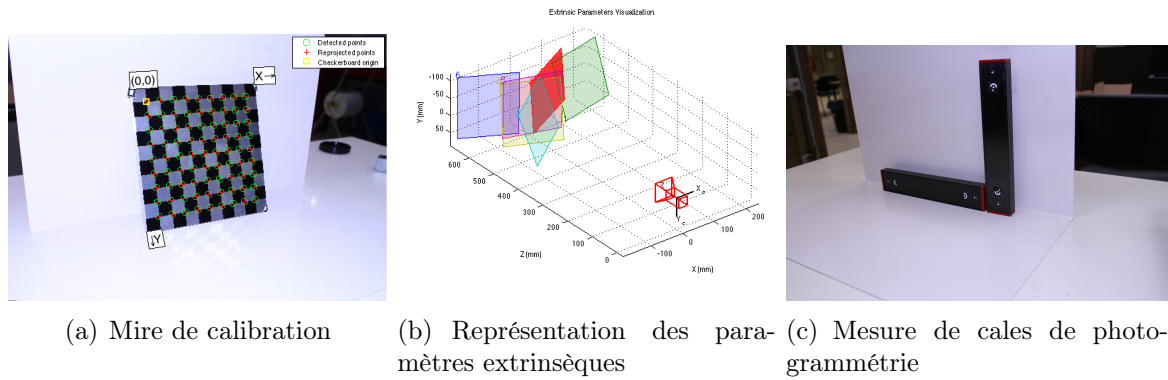 Extrinsic Parameters Visualization
Detected points
Reprojected points
Checkerboard origin
(0,0)
X→
↓Y
6
-100
-50
0
50
Y (mm)
600
500
400
300
200
100
0
Z (mm)
-100
0
100
200
X (mm)
X c
Y c
(a) Mire de calibration
(b) Représentation des para-
mètres extrinsèques
(c) Mesure de cales de photo-
grammétrie